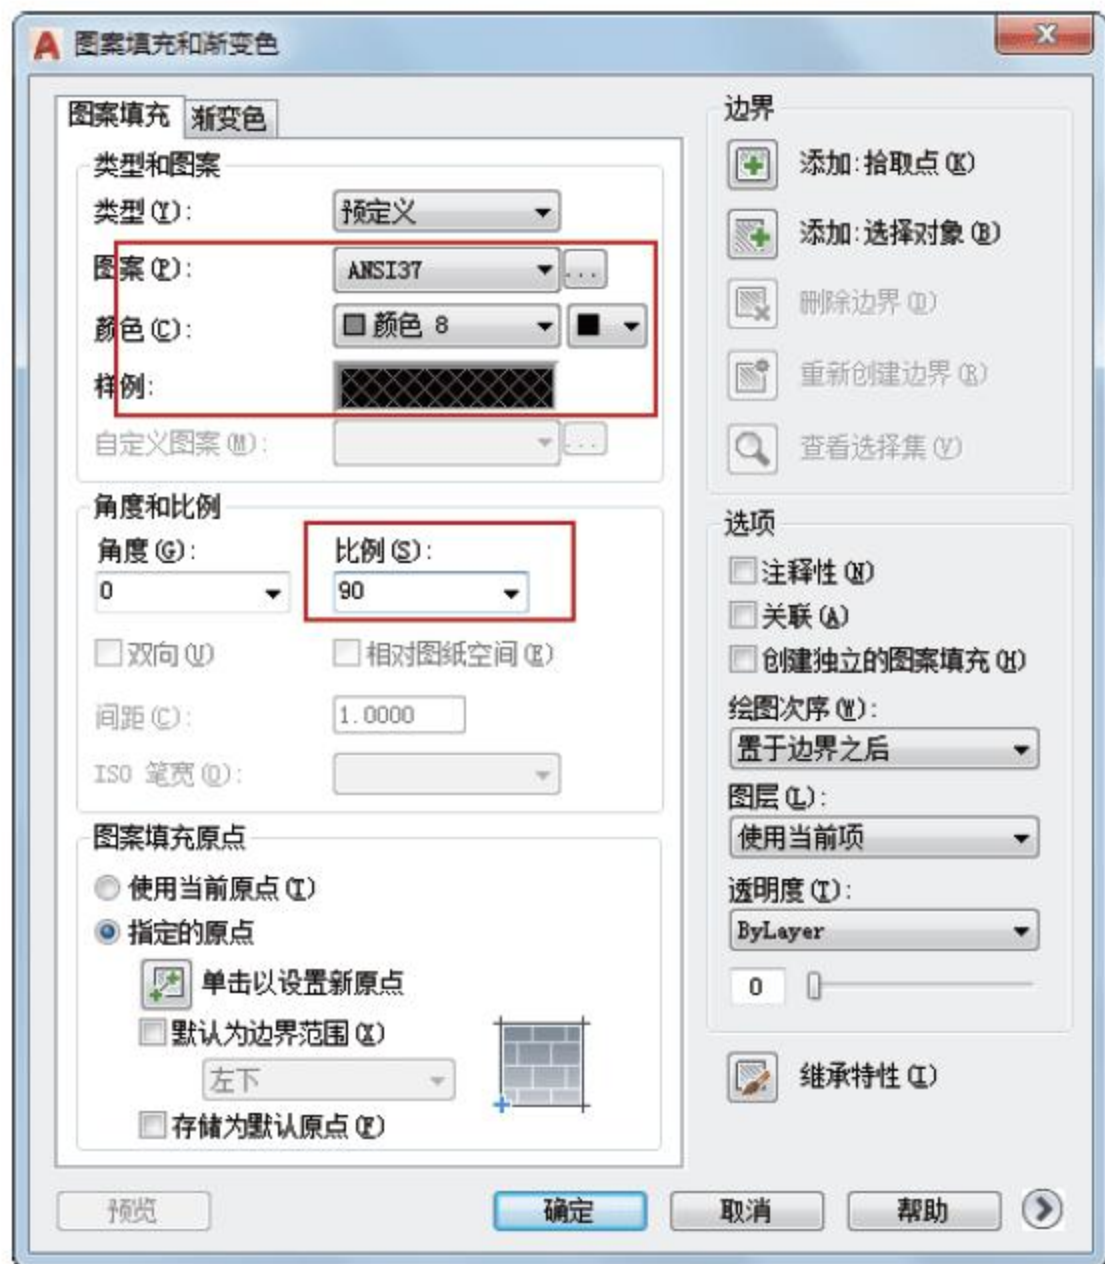 图案填充和渐变色
图案填充 渐变色
类型和图案
类型(Y): 预定义
图案(P): ANSI37 ...
颜色(C): 颜色 8
样例:
自定义图案(M): ...
角度和比例
角度(G): 比例(S):
0 90
双向(U) 相对图纸空间(E)
间距(C): 1.0000
ISO 笔宽(O):
图案填充原点
使用当前原点(T)
指定的原点
单击以设置新原点
默认为边界范围(X)
左下
存储为默认原点(F)
边界
添加:拾取点(K)
添加:选择对象(B)
删除边界(D)
重新创建边界(R)
查看选择集(V)
选项
注释性(N)
关联(A)
创建独立的图案填充(H)
绘图次序(W):
置于边界之后
图层(L):
使用当前项
透明度(T):
ByLayer
0
继承特性(I)
预览 确定 取消 帮助